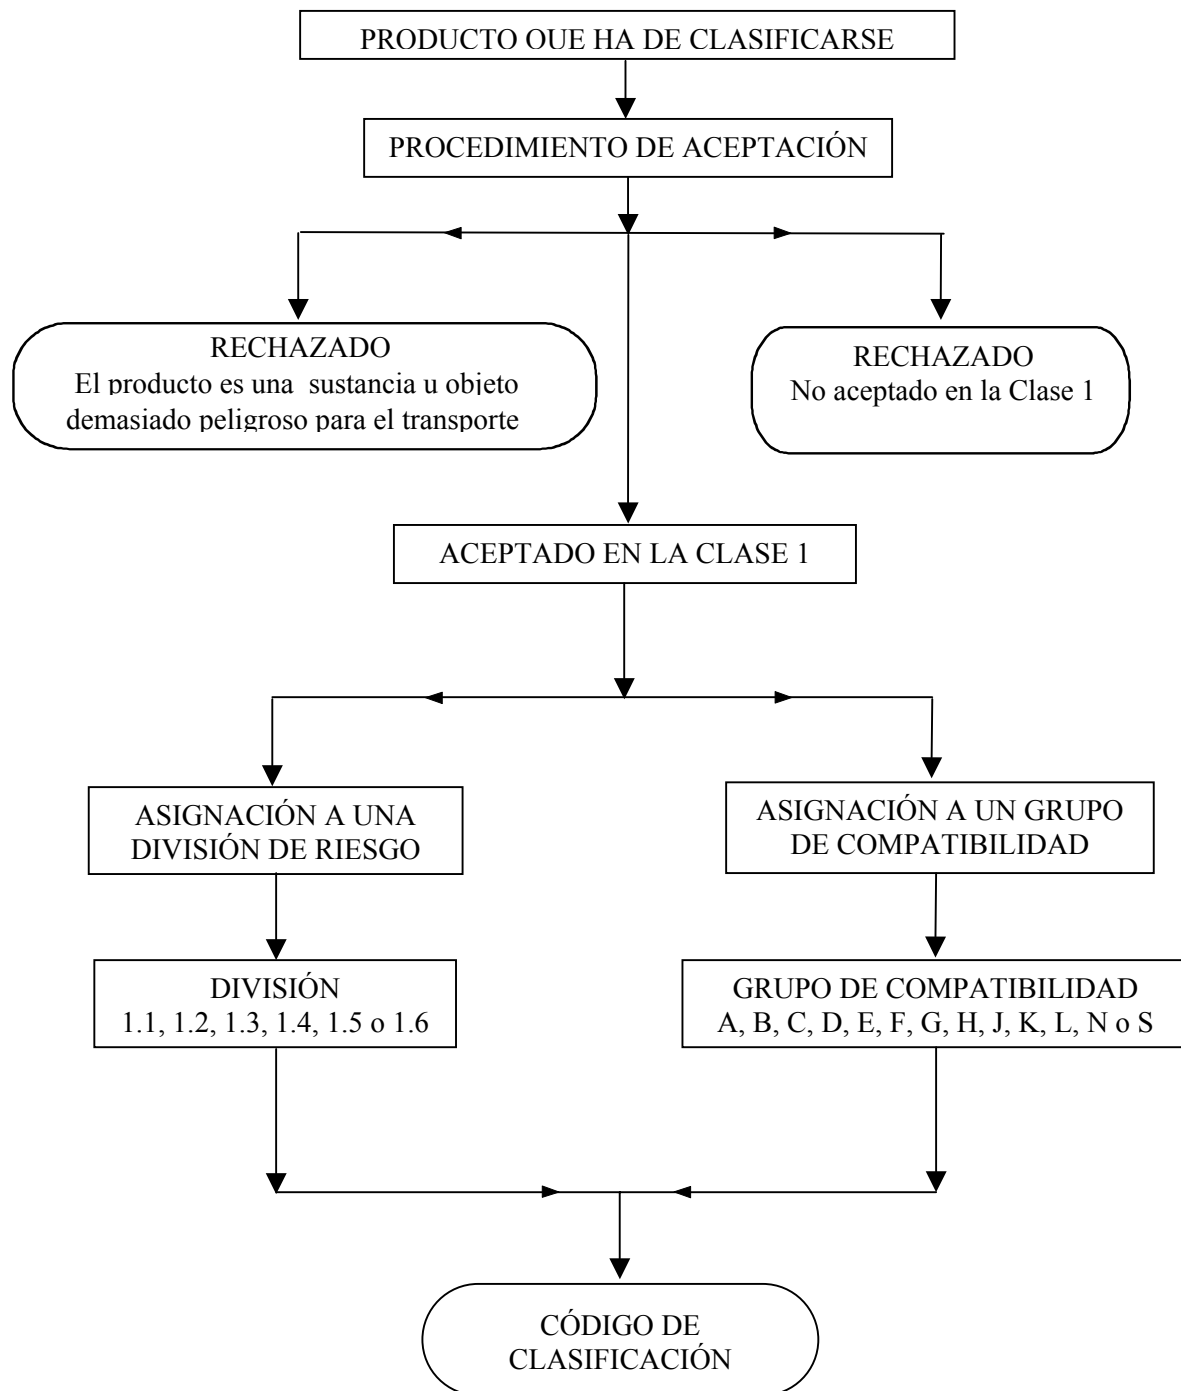 PRODUCTO OUE HA DE CLASIFICARSE
PROCEDIMIENTO DE ACEPTACIÓN
RECHAZADO
El producto es una sustancia u objeto
demasiado peligroso para el transporte
RECHAZADO
No aceptado en la Clase 1
ACEPTADO EN LA CLASE 1
ASIGNACIÓN A UNA
DIVISIÓN DE RIESGO
ASIGNACIÓN A UN GRUPO
DE COMPATIBILIDAD
DIVISIÓN
1.1, 1.2, 1.3, 1.4, 1.5 o 1.6
GRUPO DE COMPATIBILIDAD
A, B, C, D, E, F, G, H, J, K, L, N o S
CÓDIGO DE
CLASIFICACIÓN